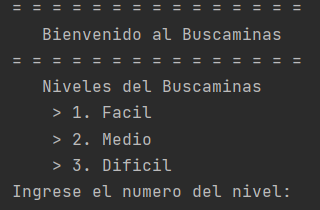 = = = = = = = = = = = = = = =
Bienvenido al Buscaminas
= = = = = = = = = = = = = = =
Niveles del Buscaminas
> 1. Facil
> 2. Medio
> 3. Dificil
Ingrese el numero del nivel: